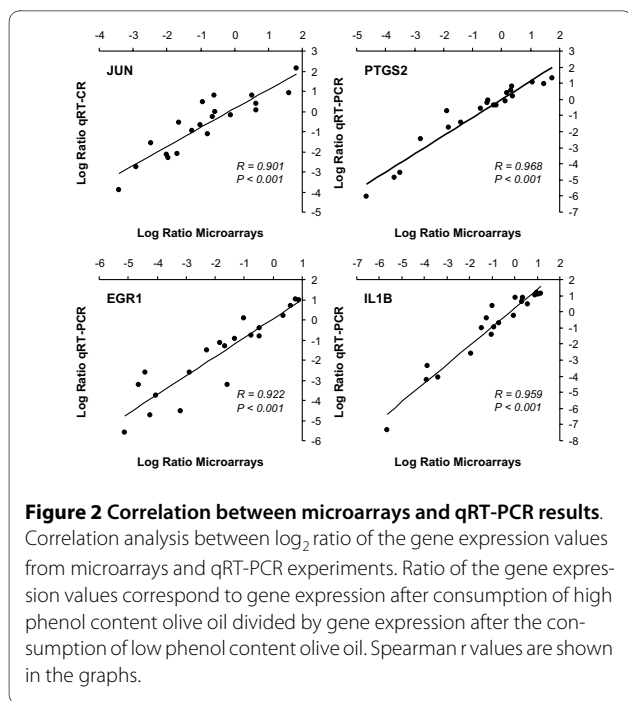 -4 -3 -2 -1 0 1 2
JUN
3
2
1
0
-1
-2
-3
-4
-5
Log Ratio qRT-CR
R = 0.901
P < 0.001
Log Ratio Microarrays
-5 -4 -3 -2 -1 0 1 2
PTGS2
3
2
1
0
-1
-2
-3
-4
-5
-6
-7
Log Ratio qRT-PCR
R = 0.968
P < 0.001
Log Ratio Microarrays
-6 -5 -4 -3 -2 -1 0 1
EGR1
2
1
0
-1
-2
-3
-4
-5
-6
Log Ratio qRT-PCR
R = 0.922
P < 0.001
Log Ratio Microarrays
-7 -6 -5 -4 -3 -2 -1 0 1 2
IL1B
2
1
0
-1
-2
-3
-4
-5
-6
-7
-8
Log Ratio qRT-PCR
R = 0.959
P < 0.001
Log Ratio Microarrays
Figure 2 Correlation between microarrays and qRT-PCR results.
Correlation analysis between log2 ratio of the gene expression values
from microarrays and qRT-PCR experiments. Ratio of the gene expres-
sion values correspond to gene expression after consumption of high
phenol content olive oil divided by gene expression after the con-
sumption of low phenol content olive oil. Spearman r values are shown
in the graphs.